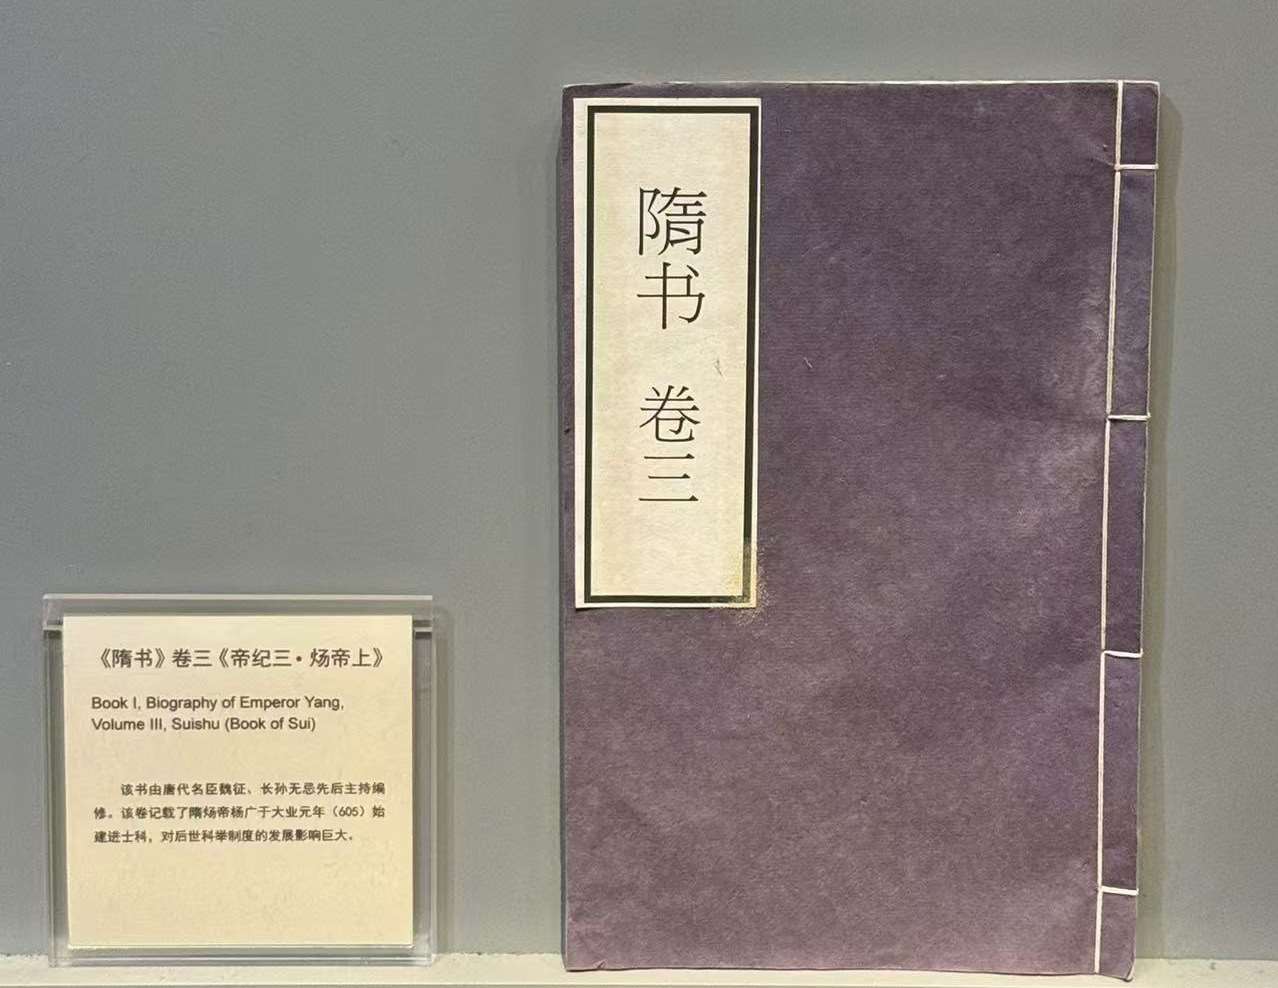 《隋书》卷三《帝纪三·炀帝上》
Book I, Biography of Emperor Yang,
Volume III, Suishu (Book of Sui)
该书由唐代名臣魏征、长孙无忌先后主持编
修。该卷记载了隋炀帝杨广于大业元年（605）始
建进士科，对后世科举制度的发展影响巨大。
隋书 卷三